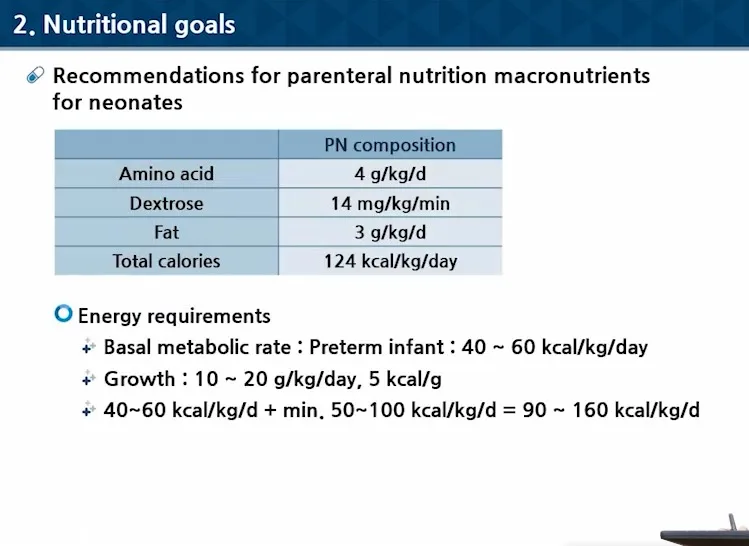 2. Nutritional goals
Recommendations for parenteral nutrition macronutrients
for neonates
PN composition
Amino acid 4 g/kg/d
Dextrose 14 mg/kg/min
Fat 3 g/kg/d
Total calories 124 kcal/kg/day
Energy requirements
Basal metabolic rate : Preterm infant : 40 ~ 60 kcal/kg/day
Growth : 10 ~ 20 g/kg/day, 5 kcal/g
40~60 kcal/kg/d + min. 50~100 kcal/kg/d = 90 ~ 160 kcal/kg/d